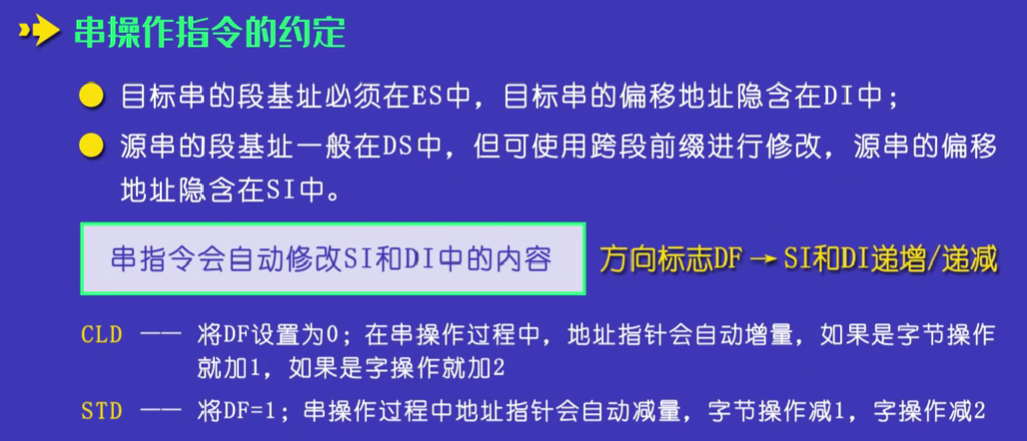 串操作指令的约定
目标串的段基址必须在ES中，目标串的偏移地址隐含在DI中；
源串的段基址一般在DS中，但可使用跨段前缀进行修改，源串的偏移
地址隐含在SI中。
串指令会自动修改SI和DI中的内容 方向标志DF→SI和DI递增/递减
CLD —— 将DF设置为0；在串操作过程中，地址指针会自动增量，如果是字节操作
就加1，如果是字操作就加2
STD —— 将DF=1；串操作过程中地址指针会自动减量，字节操作减1，字操作减2